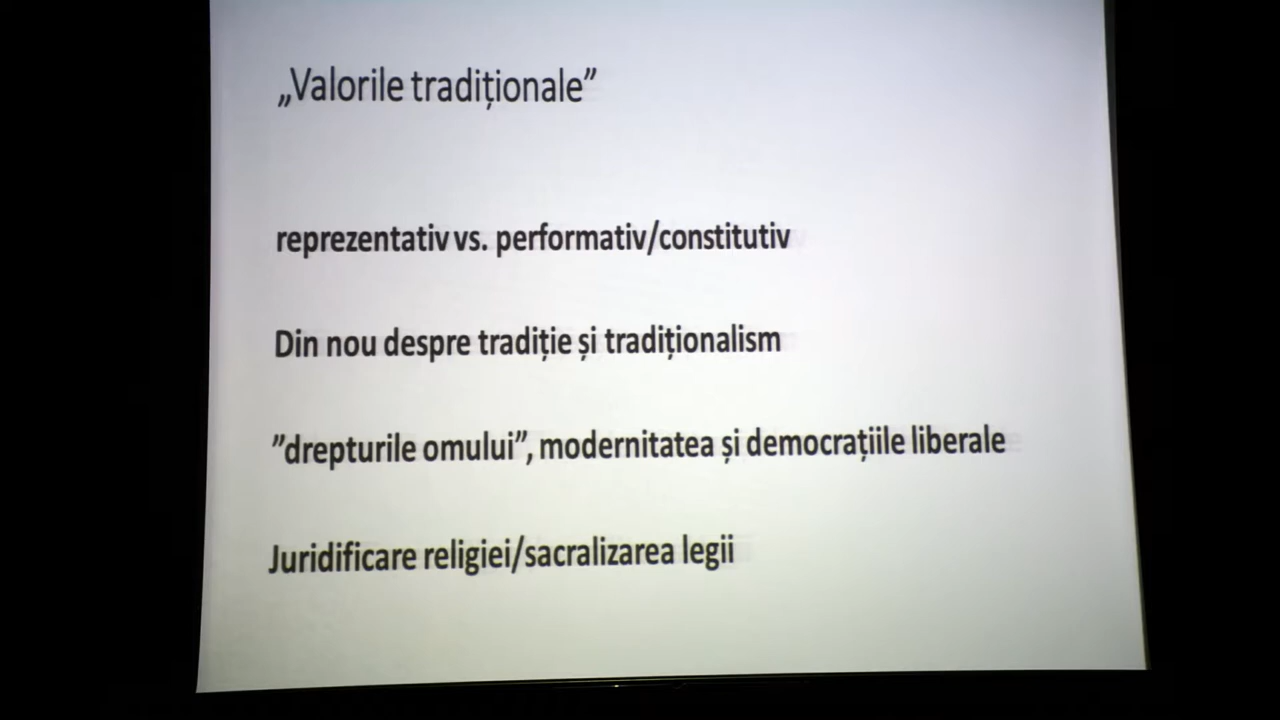 „Valorile tradiționale”
reprezentativ vs. performativ/constitutiv
Din nou despre tradiție și tradiționalism
”drepturile omului”, modernitatea și democrațiile liberale
Juridificare religiei/sacralizarea legii